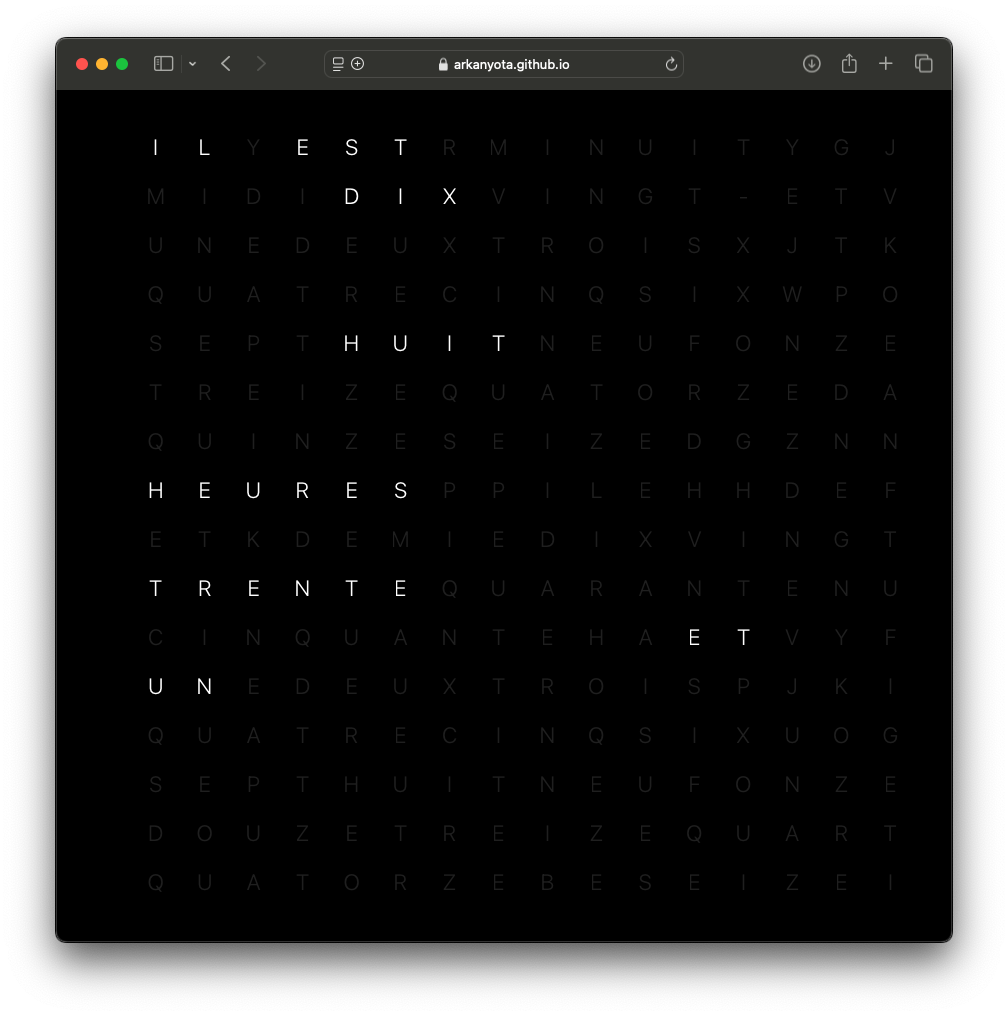 arkanyota.github.io
I L Y E S T R M I N U I T Y G J
M I D I D I X V I N G T - E T V
U N E D E U X T R O I S X J T K
Q U A T R E C I N Q S I X W P O
S E P T H U I T N E U F O N Z E
T R E I Z E Q U A T O R Z E D A
Q U I N Z E S E I Z E D G Z N N
H E U R E S P P I L E H H D E F
E T K D E M I E D I X V I N G T
T R E N T E Q U A R A N T E N U
C I N Q U A N T E H A E T V Y F
U N E D E U X T R O I S P J K I
Q U A T R E C I N Q S I X U O G
S E P T H U I T N E U F O N Z E
D O U Z E T R E I Z E Q U A R T
Q U A T O R Z E B E S E I Z E I